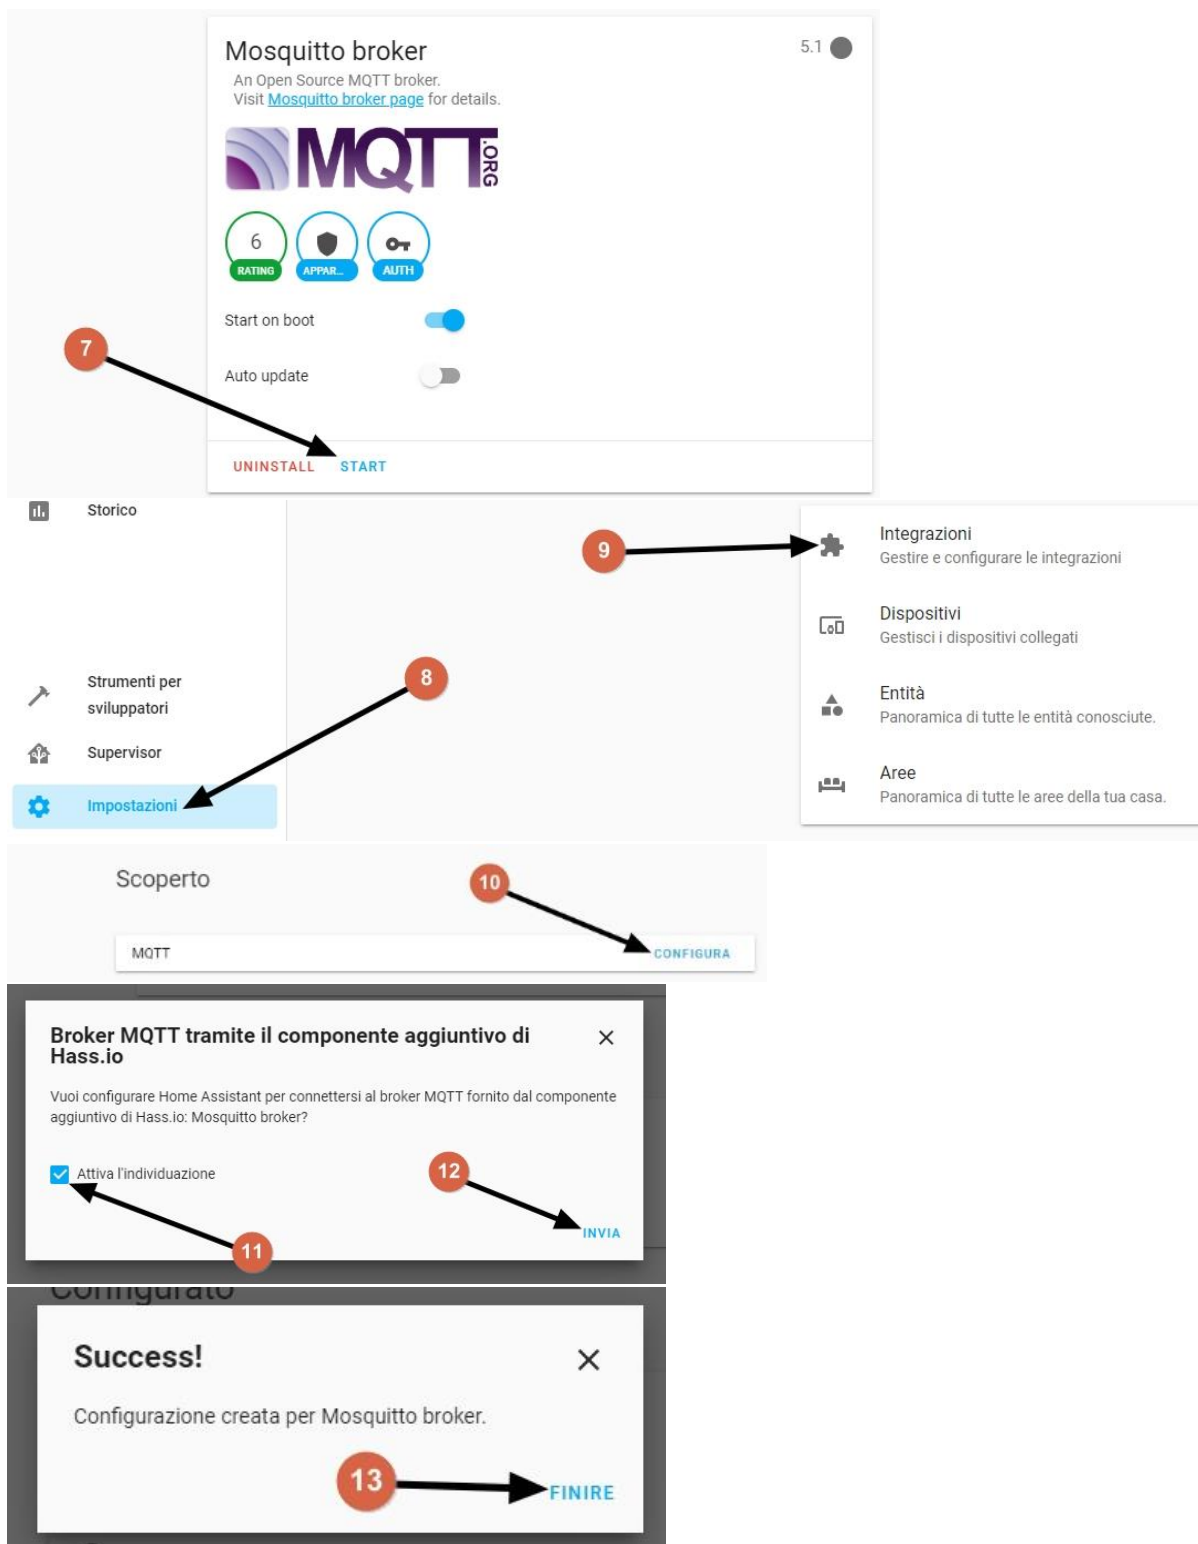 Mosquitto broker
5.1
An Open Source MQTT broker.
Visit Mosquitto broker page for details.
MQTT.ORG
6
RATING
APPAR...
AUTH
Start on boot
7
Auto update
UNINSTALL
START
Storico
9
Integrazioni
Gestire e configurare le integrazioni
Dispositivi
Gestisci i dispositivi collegati
8
Strumenti per
sviluppatori
Entità
Panoramica di tutte le entità conosciute.
Supervisor
Aree
Panoramica di tutte le aree della tua casa.
Impostazioni
Scoperto
10
MQTT
CONFIGURA
Broker MQTT tramite il componente aggiuntivo di
Hass.io
Vuoi configurare Home Assistant per connettersi al broker MQTT fornito dal componente
aggiuntivo di Hass.io: Mosquitto broker?
Attiva l'individuazione
12
INVIA
11
Configurato
Success!
Configurazione creata per Mosquitto broker.
13
FINIRE